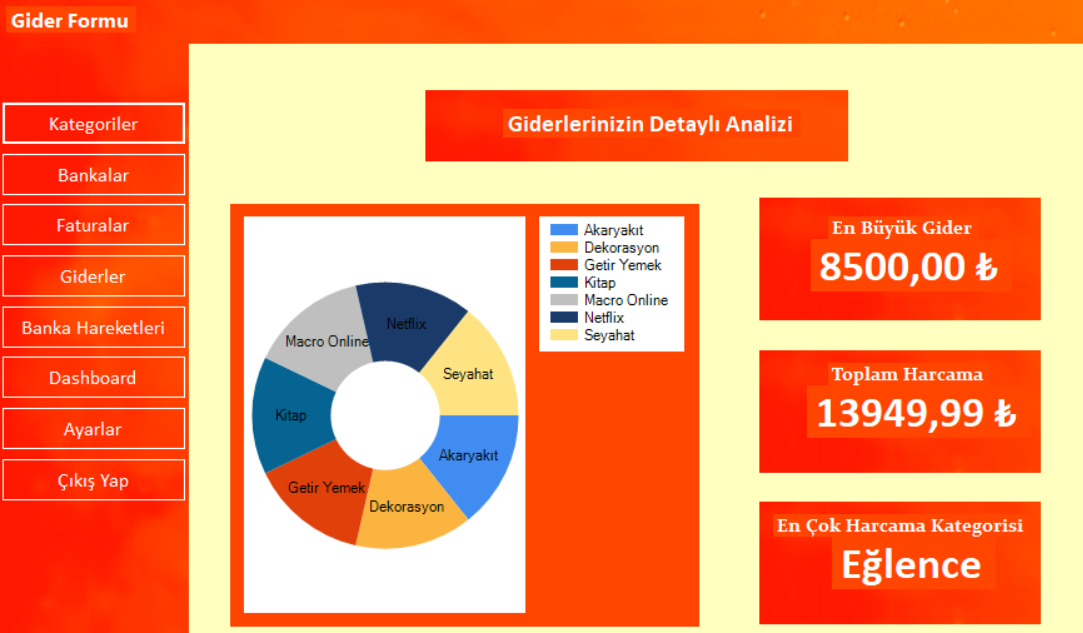 Gider Formu
Kategoriler
Bankalar
Faturalar
Giderler
Banka Hareketleri
Dashboard
Ayarlar
Çıkış Yap
Giderlerinizin Detaylı Analizi
Netflix
Macro Online
Seyahat
Kitap
Akaryakıt
Getir Yemek
Dekorasyon
Akaryakıt
Dekorasyon
Getir Yemek
Kitap
Macro Online
Netflix
Seyahat
En Büyük Gider
8500,00 ₺
Toplam Harcama
13949,99 ₺
En Çok Harcama Kategorisi
Eğlence